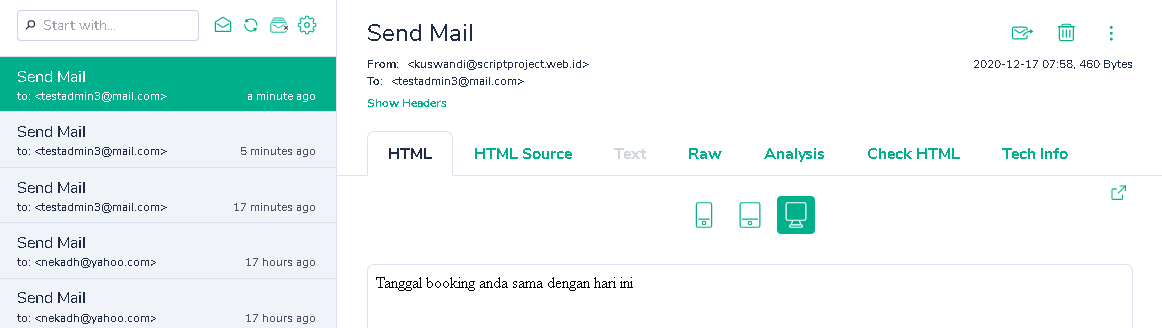 Start with...
Send Mail
to: <testadmin3@mail.com> a minute ago
Send Mail
to: <testadmin3@mail.com> 5 minutes ago
Send Mail
to: <testadmin3@mail.com> 17 minutes ago
Send Mail
to: <nekadh@yahoo.com> 17 hours ago
Send Mail
to: <nekadh@yahoo.com> 17 hours ago
Send Mail
From: <kuswandi@scriptproject.web.id> 2020-12-17 07:58, 460 Bytes
To: <testadmin3@mail.com>
Show Headers
HTML HTML Source Text Raw Analysis Check HTML Tech Info
Tanggal booking anda sama dengan hari ini